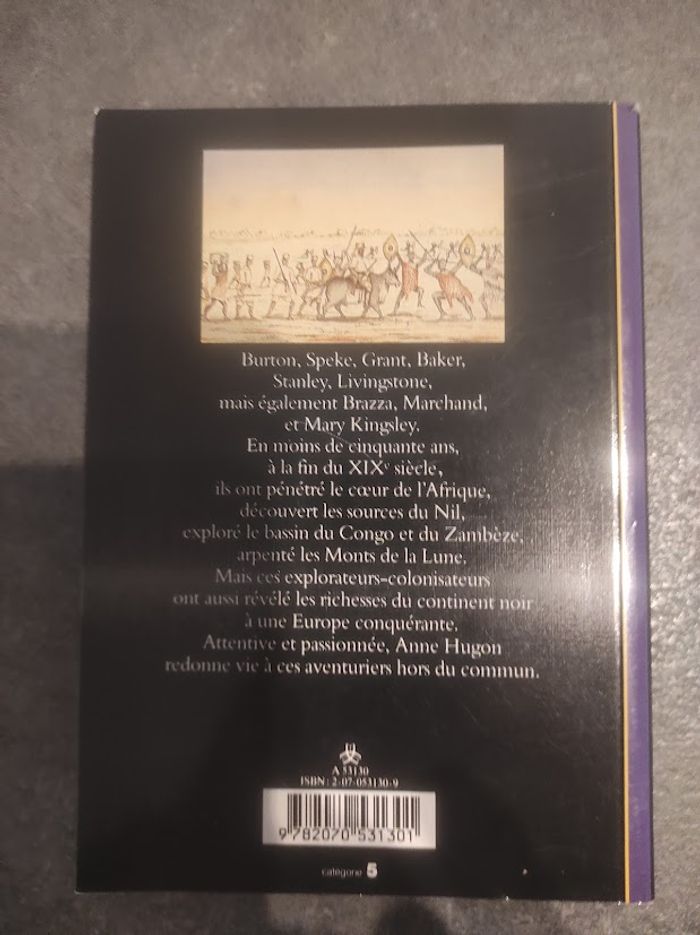 Burton, Speke, Grant, Baker,
Stanley, Livingstone,
mais également Brazza, Marchand,
et Mary Kingsley.
En moins de cinquante ans,
à la fin du XIXe siècle,
ils ont pénétré le cœur de l'Afrique,
découvert les sources du Nil,
exploré le bassin du Congo et du Zambèze,
arpenté les Monts de la Lune.
Mais ces explorateurs-colonisateurs
ont aussi révélé les richesses du continent noir
à une Europe conquérante.
Attentive et passionnée, Anne Hugon
redonne vie à ces aventuriers hors du commun.
A 53130
ISBN : 2-07-053130-9
9 782070 531301
catégorie 5